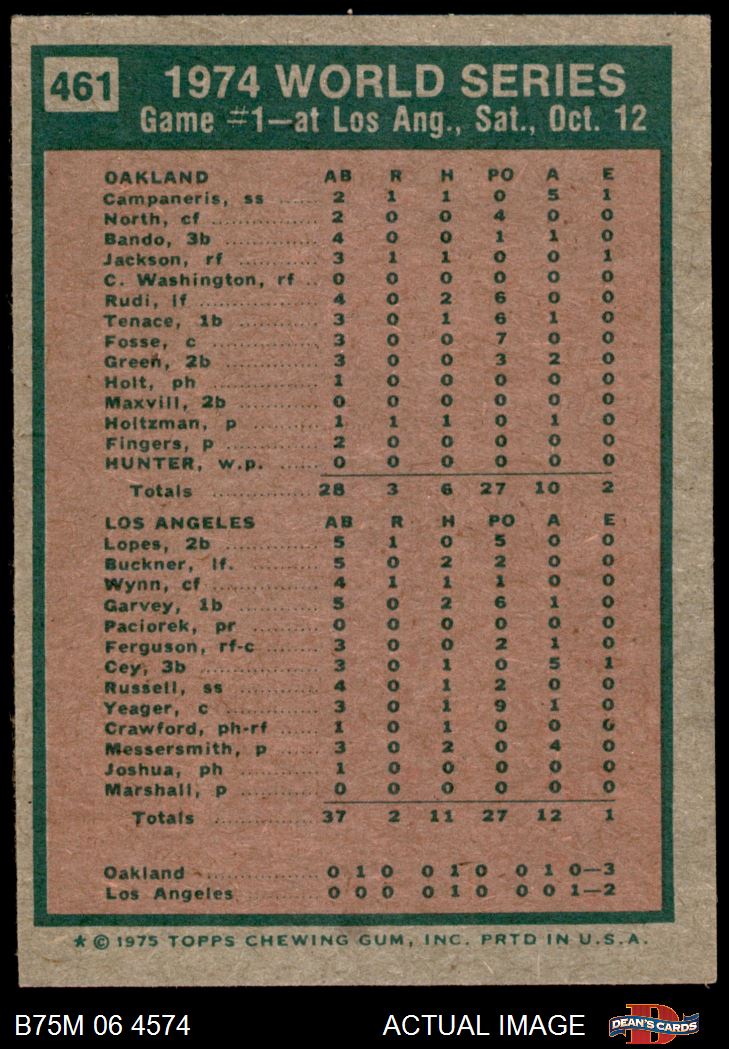 461
1974 WORLD SERIES
Game #1—at Los Ang., Sat., Oct. 12
OAKLAND AB R H PO A E
Campaneris, ss ....... 2 1 1 0 5 1
North, cf ............... 2 0 0 4 0 0
Bando, 3b ............. 4 0 0 1 1 0
Jackson, rf ............ 3 1 1 0 0 1
C. Washington, rf .. 0 0 0 0 0 0
Rudi, lf ................. 4 0 2 6 0 0
Tenace, 1b ............ 3 0 1 6 1 0
Fosse, c ................ 3 0 0 7 0 0
Green, 2b ............. 3 0 0 3 2 0
Holt, ph ................ 1 0 0 0 0 0
Maxvill, 2b ............ 0 0 0 0 0 0
Holtzman, p .......... 1 1 1 0 1 0
Fingers, p ............. 2 0 0 0 0 0
HUNTER, w.p. ...... 0 0 0 0 0 0
Totals ............... 28 3 6 27 10 2
LOS ANGELES AB R H PO A E
Lopes, 2b ............. 5 1 0 5 0 0
Buckner, lf. ........... 5 0 2 2 0 0
Wynn, cf ............... 4 1 1 1 0 0
Garvey, 1b ............ 5 0 2 6 1 0
Paciorek, pr .......... 0 0 0 0 0 0
Ferguson, rf-c ....... 3 0 0 2 1 0
Cey, 3b ................. 3 0 1 0 5 1
Russell, ss ............ 4 0 1 2 0 0
Yeager, c .............. 3 0 1 9 1 0
Crawford, ph-rf ..... 1 0 1 0 0 0
Messersmith, p ..... 3 0 2 0 4 0
Joshua, ph ............ 1 0 0 0 0 0
Marshall, p ............ 0 0 0 0 0 0
Totals ............... 37 2 11 27 12 1
Oakland ................ 0 1 0 0 1 0 0 1 0—3
Los Angeles ........... 0 0 0 0 1 0 0 0 1—2
★ © 1975 TOPPS CHEWING GUM, INC. PRTD IN U.S.A.
B75M 06 4574 ACTUAL IMAGE
D
DEAN'S CARDS